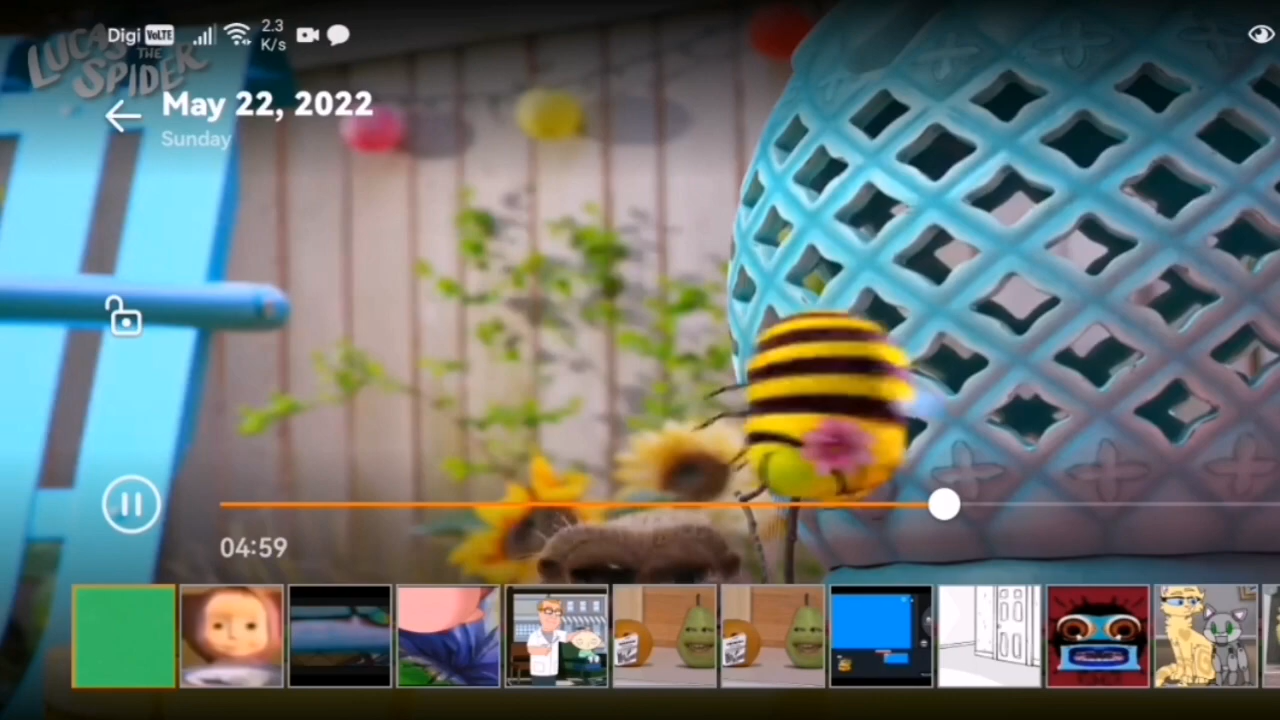 Digi VoLTE 2.3 K/s
LUCAS
THE
SPIDER
May 22, 2022
Sunday
04:59